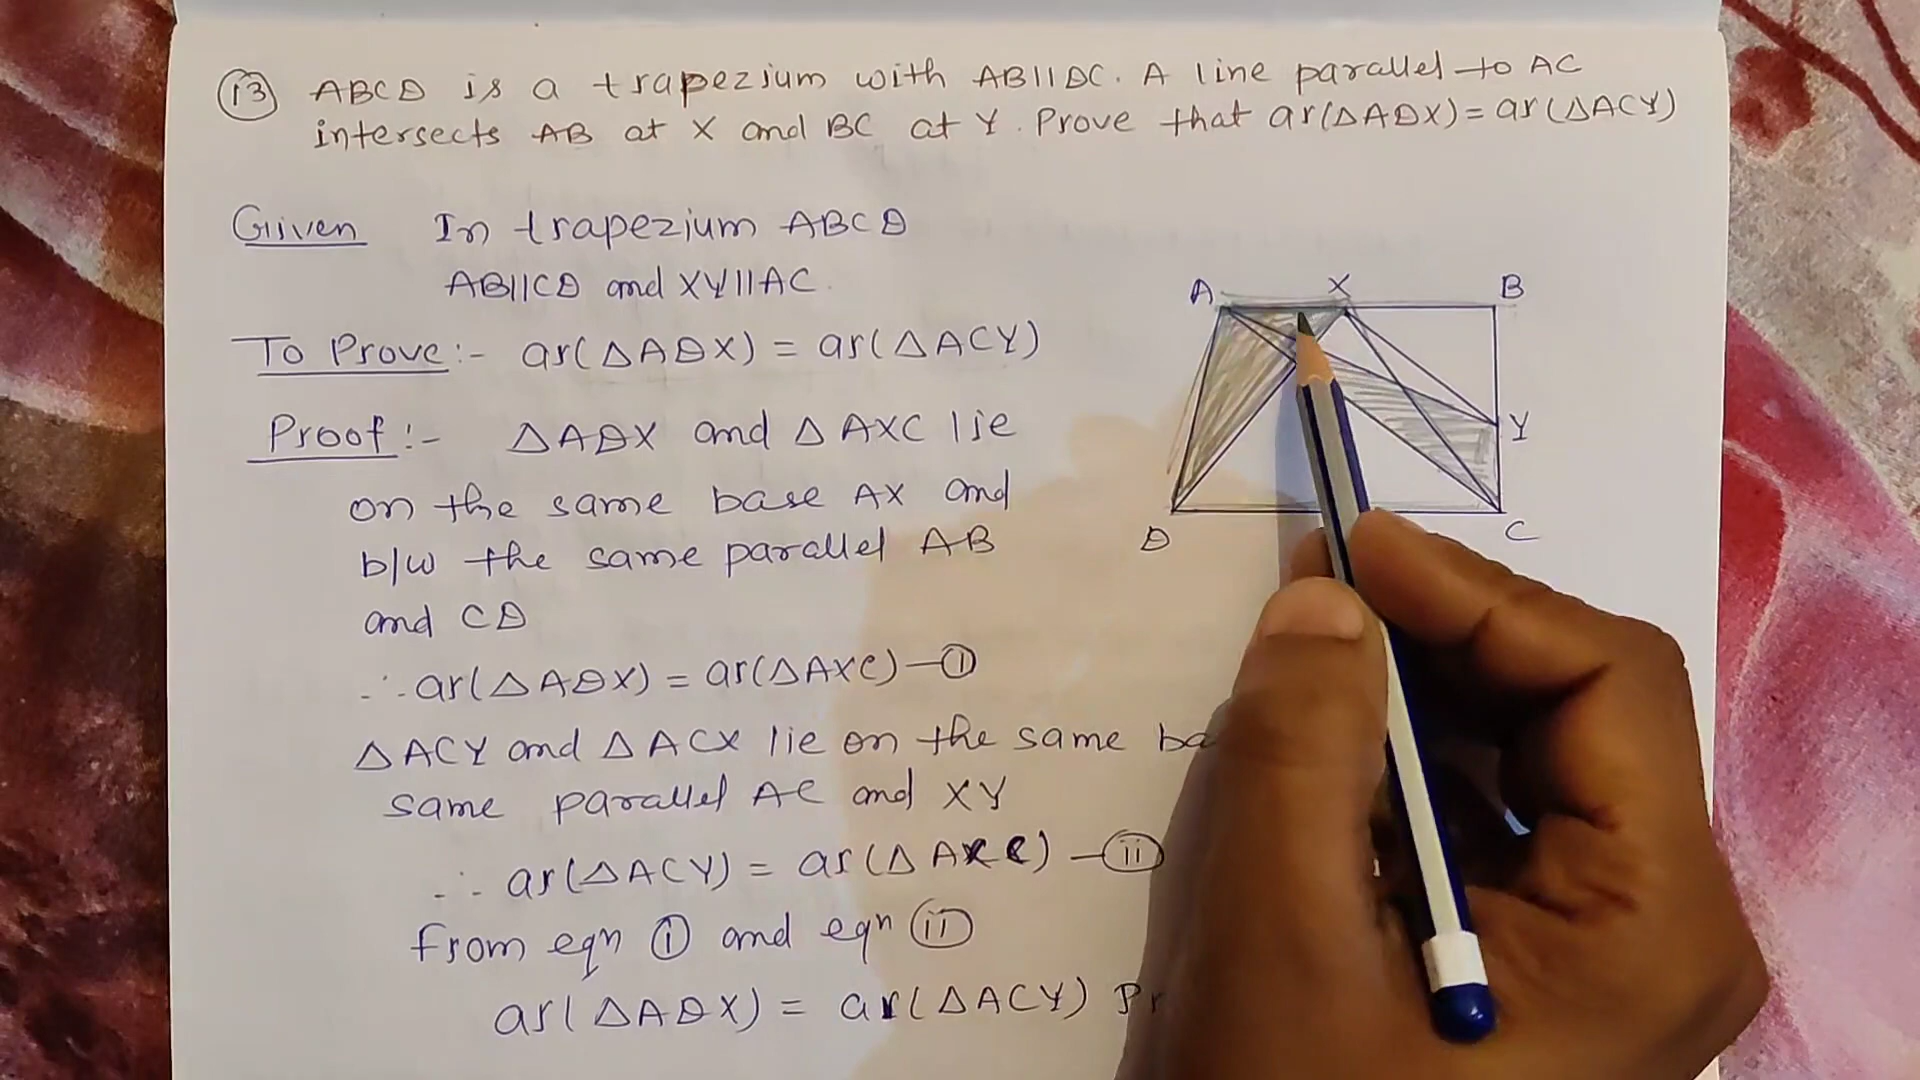 13 ABCD is a trapezium with AB||DC. A line parallel to AC
intersects AB at X and BC at Y. Prove that ar(△ADX)=ar(△ACY)
Given In trapezium ABCD
AB||CD and XY||AC.
To Prove:- ar(△ADX) = ar(△ACY)
Proof:- △ADX and △AXC lie
on the same base AX and
b/w the same parallel AB
and CD
∴ ar(△ADX) = ar(△AXC) — i
△ACY and △ACX lie on the same
same parallel AC and XY
∴ ar(△ACY) = ar(△AXC) — ii
from eqn i and eqn ii
ar(△ADX) = ar(△ACY)
A X B
Y
D C